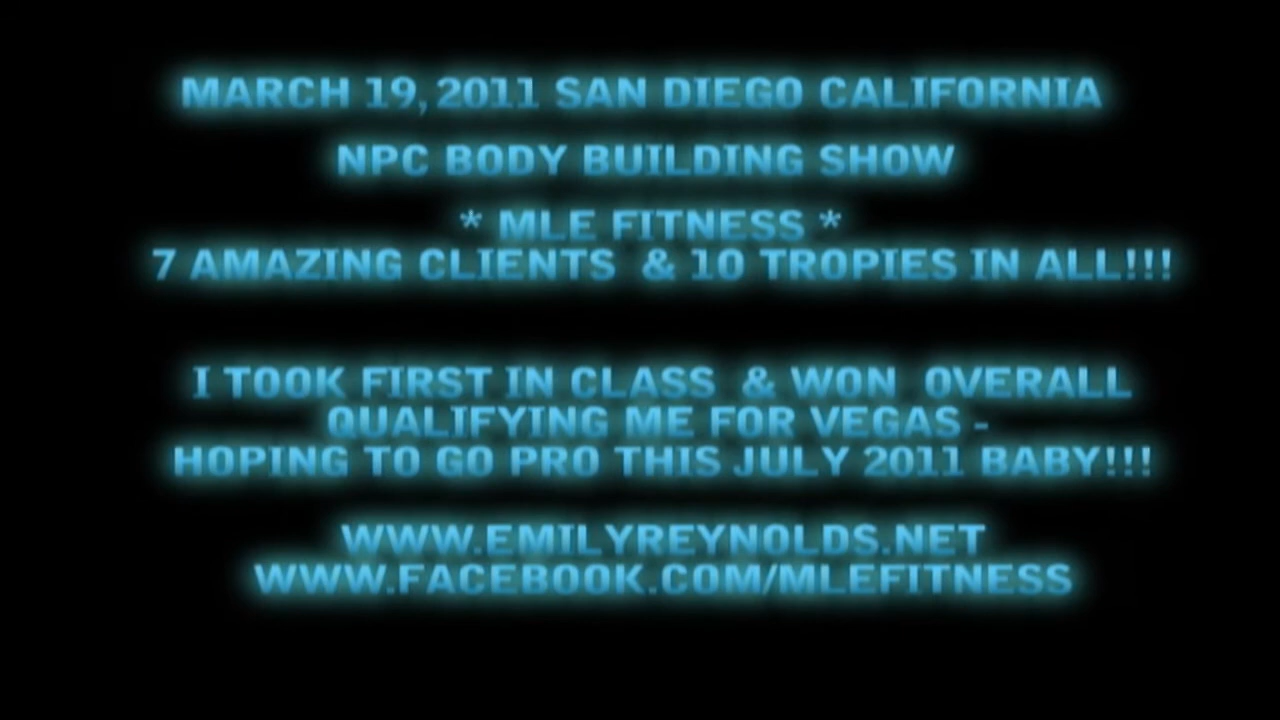 MARCH 19, 2011 SAN DIEGO CALIFORNIA
NPC BODY BUILDING SHOW
* MLE FITNESS *
7 AMAZING CLIENTS & 10 TROPIES IN ALL!!!
I TOOK FIRST IN CLASS & WON OVERALL
QUALIFYING ME FOR VEGAS -
HOPING TO GO PRO THIS JULY 2011 BABY!!!
WWW.EMILYREYNOLDS.NET
WWW.FACEBOOK.COM/MLEFITNESS